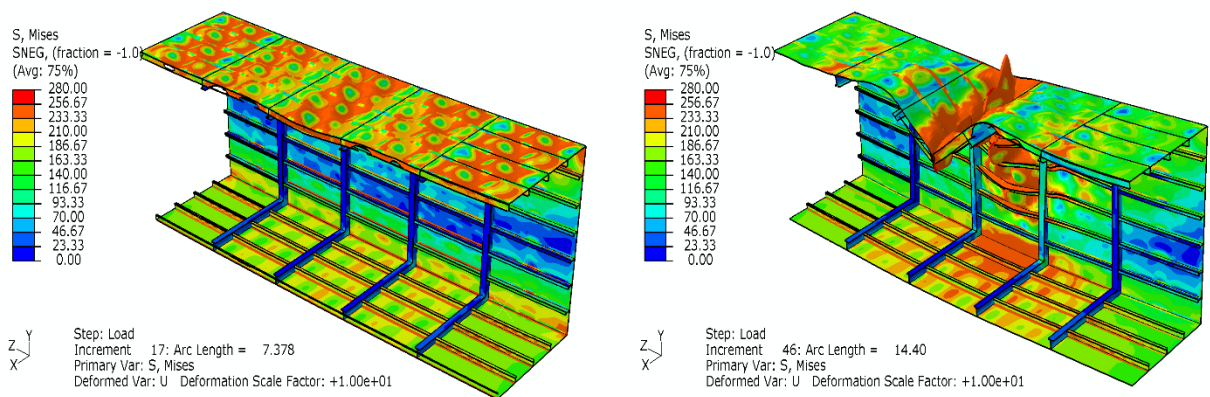 S, Mises
SNEG, (fraction = -1.0)
(Avg: 75%)
280.00
256.67
233.33
210.00
186.67
163.33
140.00
116.67
93.33
70.00
46.67
23.33
0.00
Y
Z
X
Step: Load
Increment 17: Arc Length = 7.378
Primary Var: S, Mises
Deformed Var: U Deformation Scale Factor: +1.00e+01
S, Mises
SNEG, (fraction = -1.0)
(Avg: 75%)
280.00
256.67
233.33
210.00
186.67
163.33
140.00
116.67
93.33
70.00
46.67
23.33
0.00
Y
Z
X
Step: Load
Increment 46: Arc Length = 14.40
Primary Var: S, Mises
Deformed Var: U Deformation Scale Factor: +1.00e+01